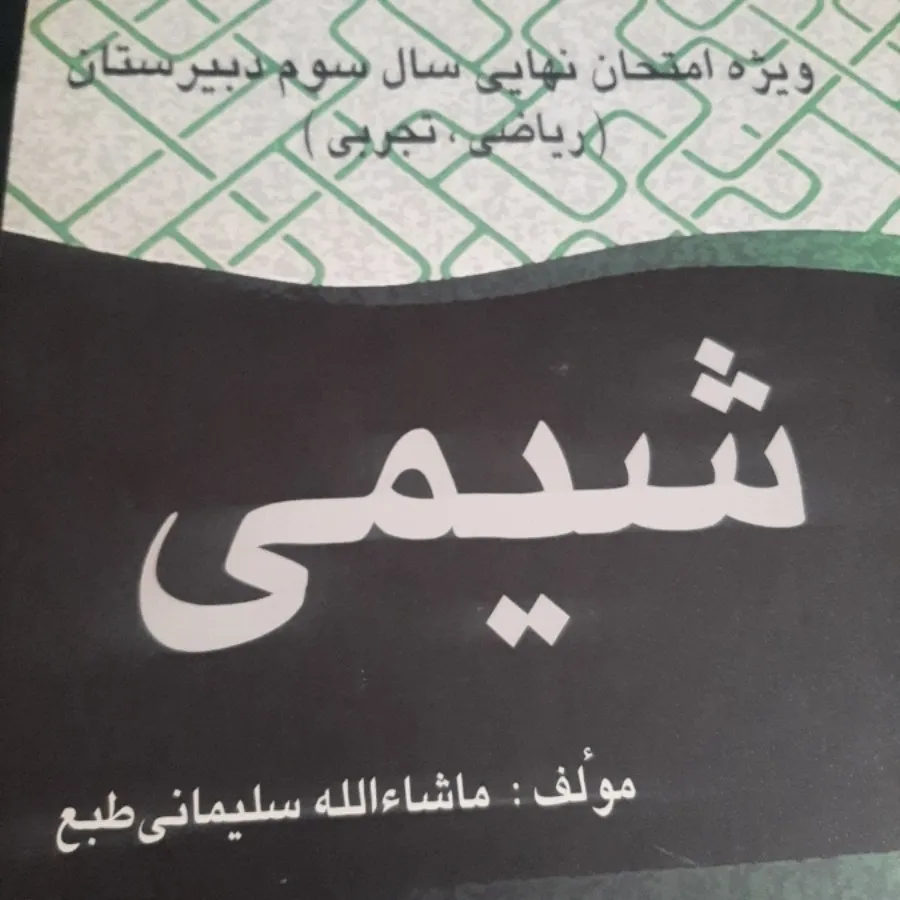 ویژه امتحان نهایی سال سوم دبیرستان
(ریاضی، تجربی)
شیمی
مؤلف: ماشاءالله سلیمانی‌طبع